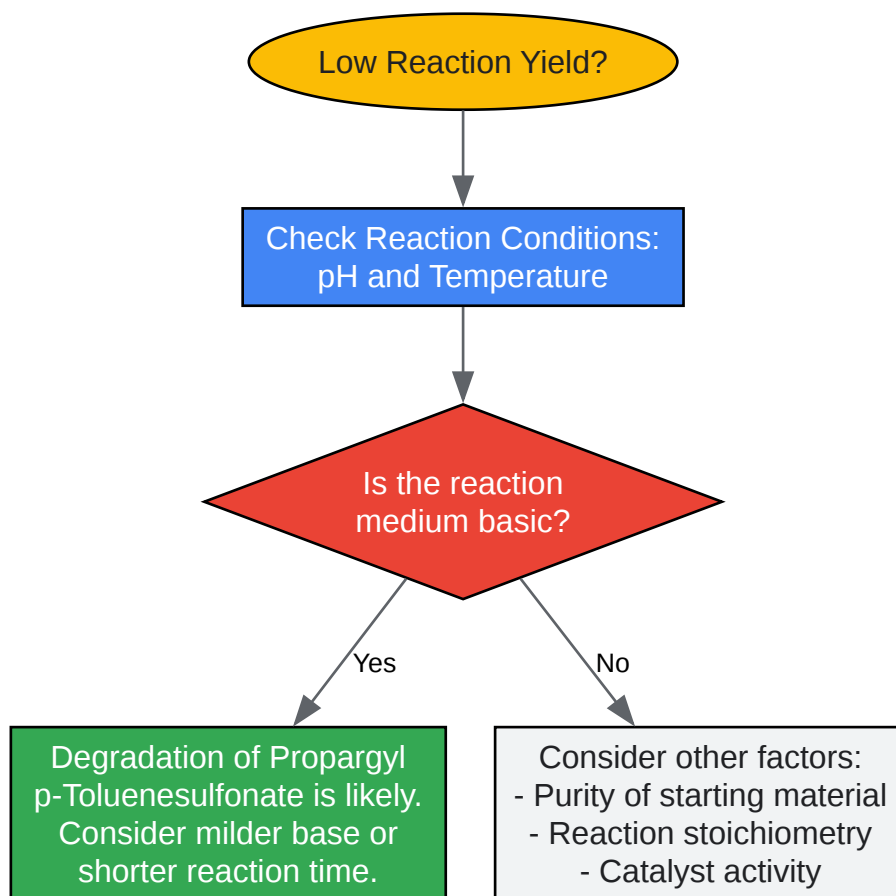 Low Reaction Yield?
Check Reaction Conditions:
pH and Temperature
Is the reaction
medium basic?
Yes
No
Degradation of Propargyl
p-Toluenesulfonate is likely.
Consider milder base or
shorter reaction time.
Consider other factors:
- Purity of starting material
- Reaction stoichiometry
- Catalyst activity